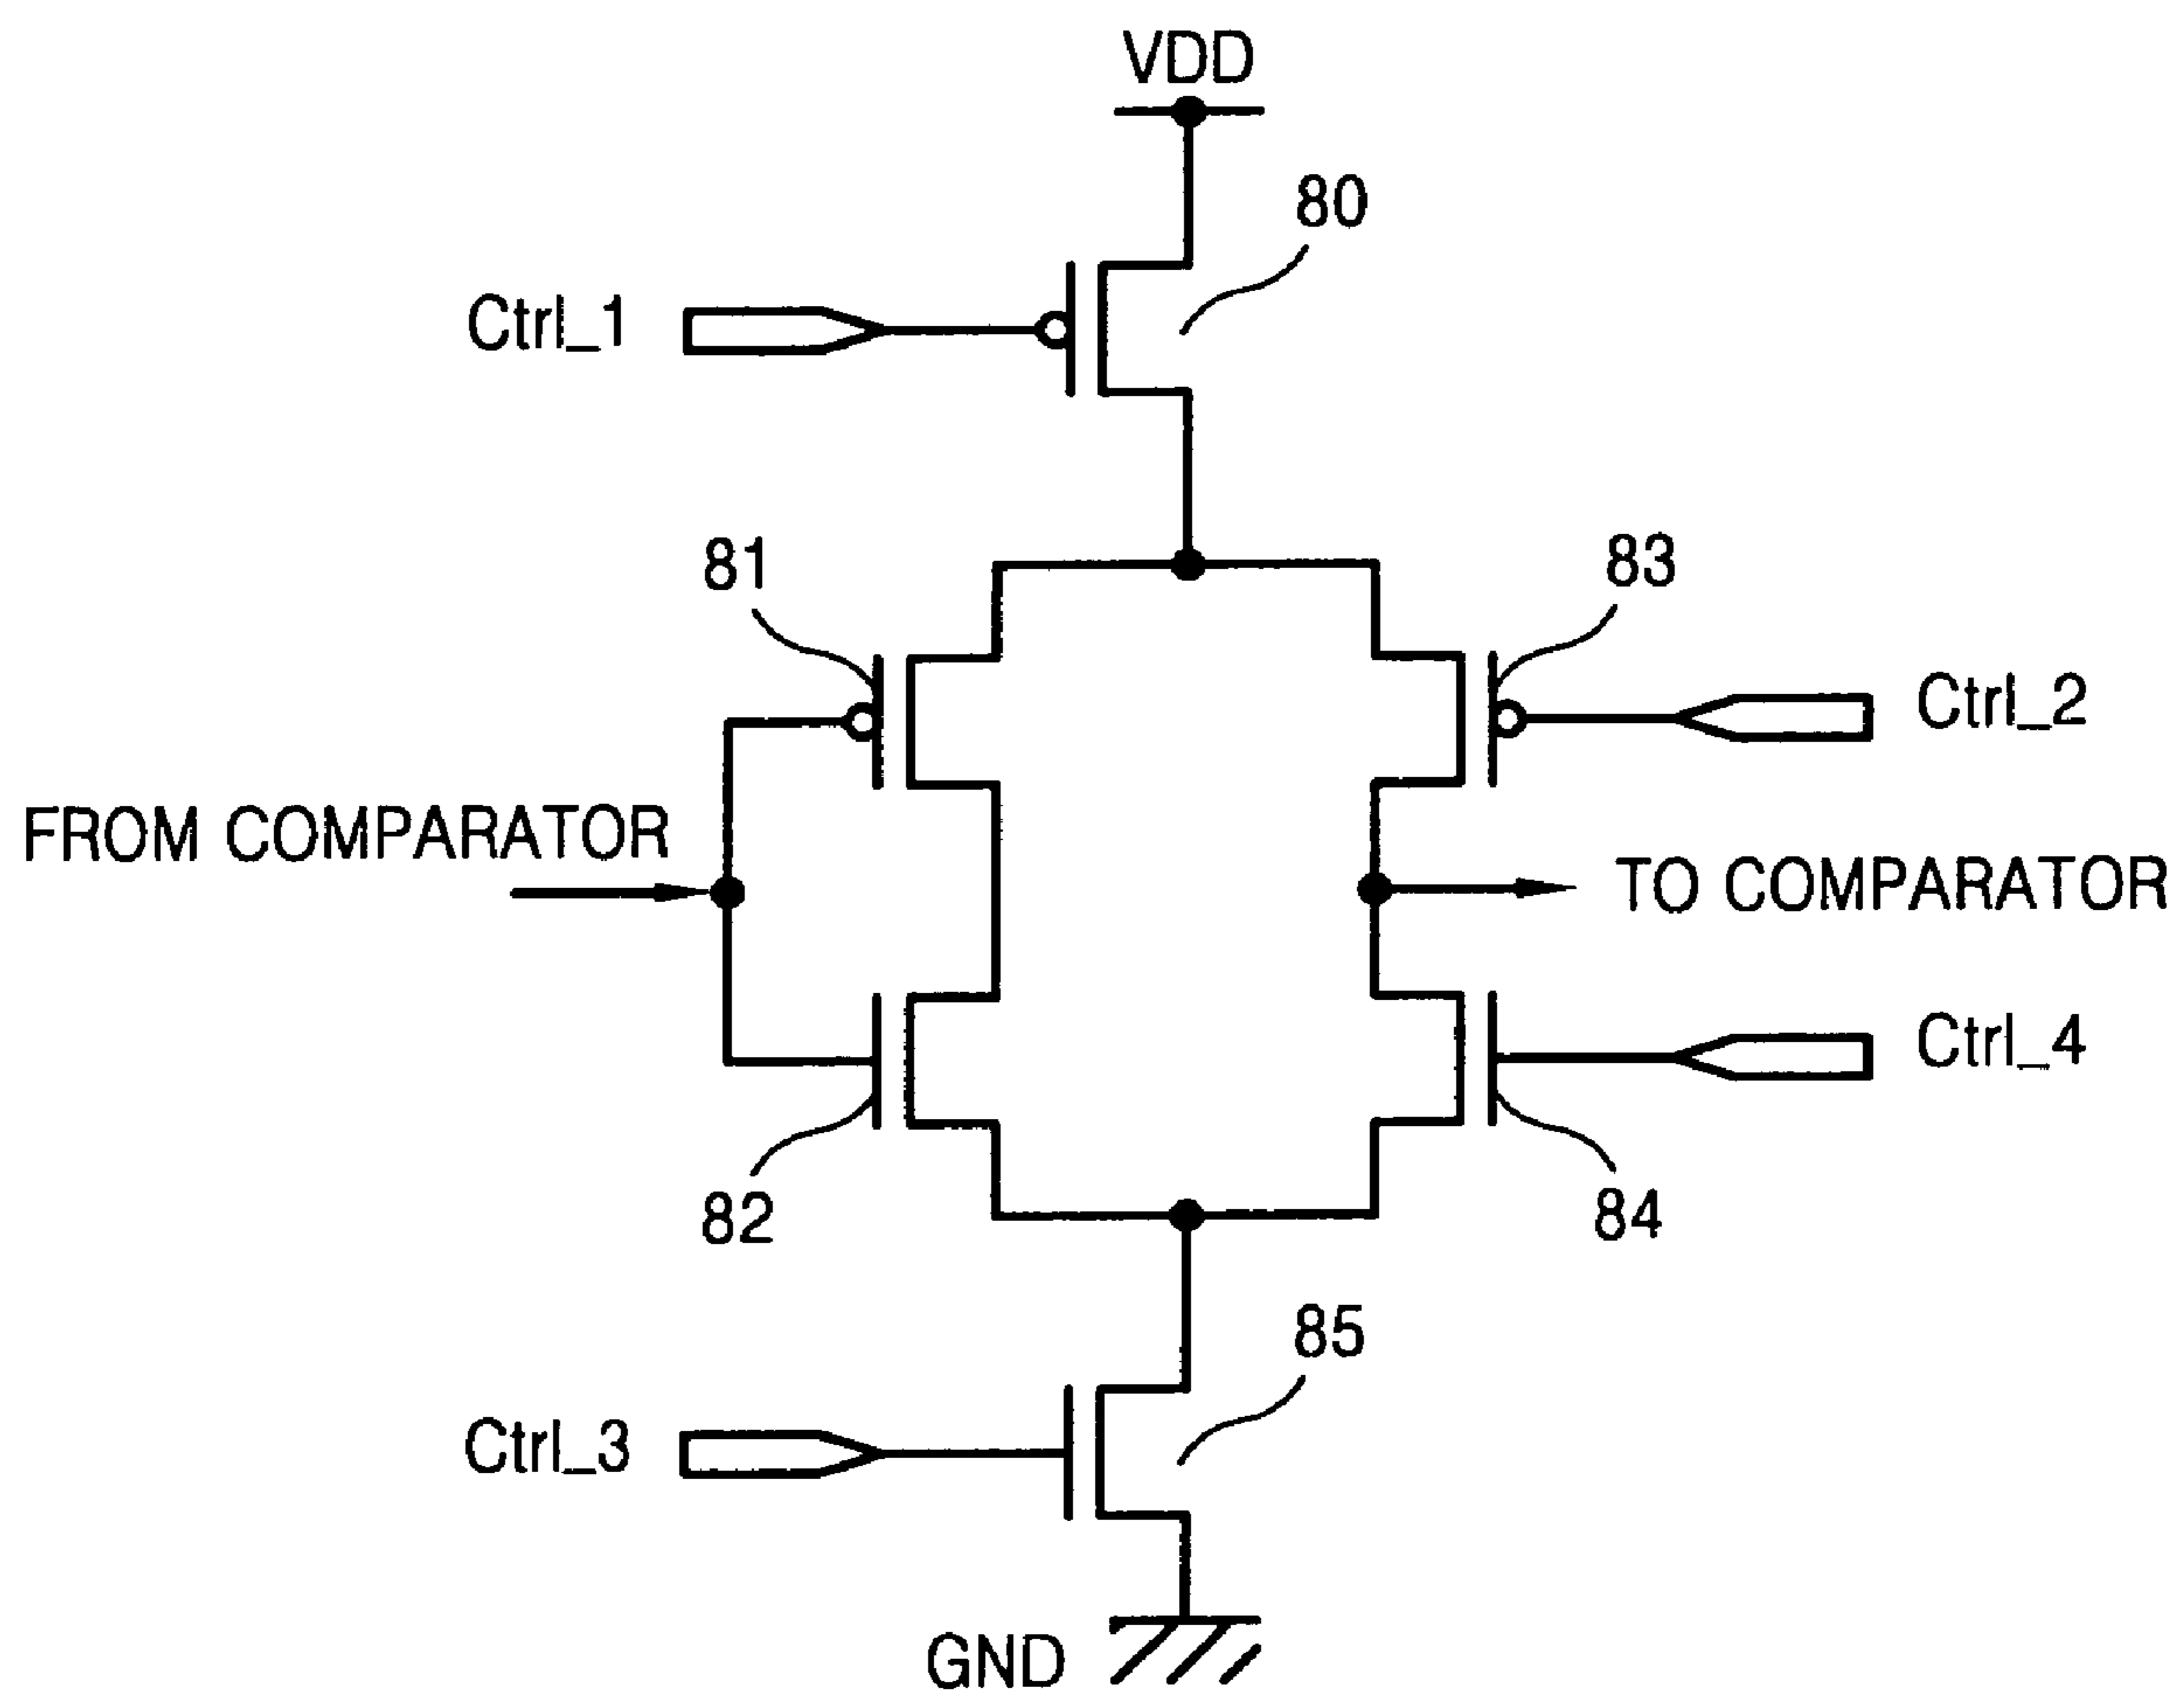 VDD
80
Ctrl_1
81
83
Ctrl_2
FROM COMPARATOR
TO COMPARATOR
Ctrl_4
82
84
85
Ctrl_3
GND